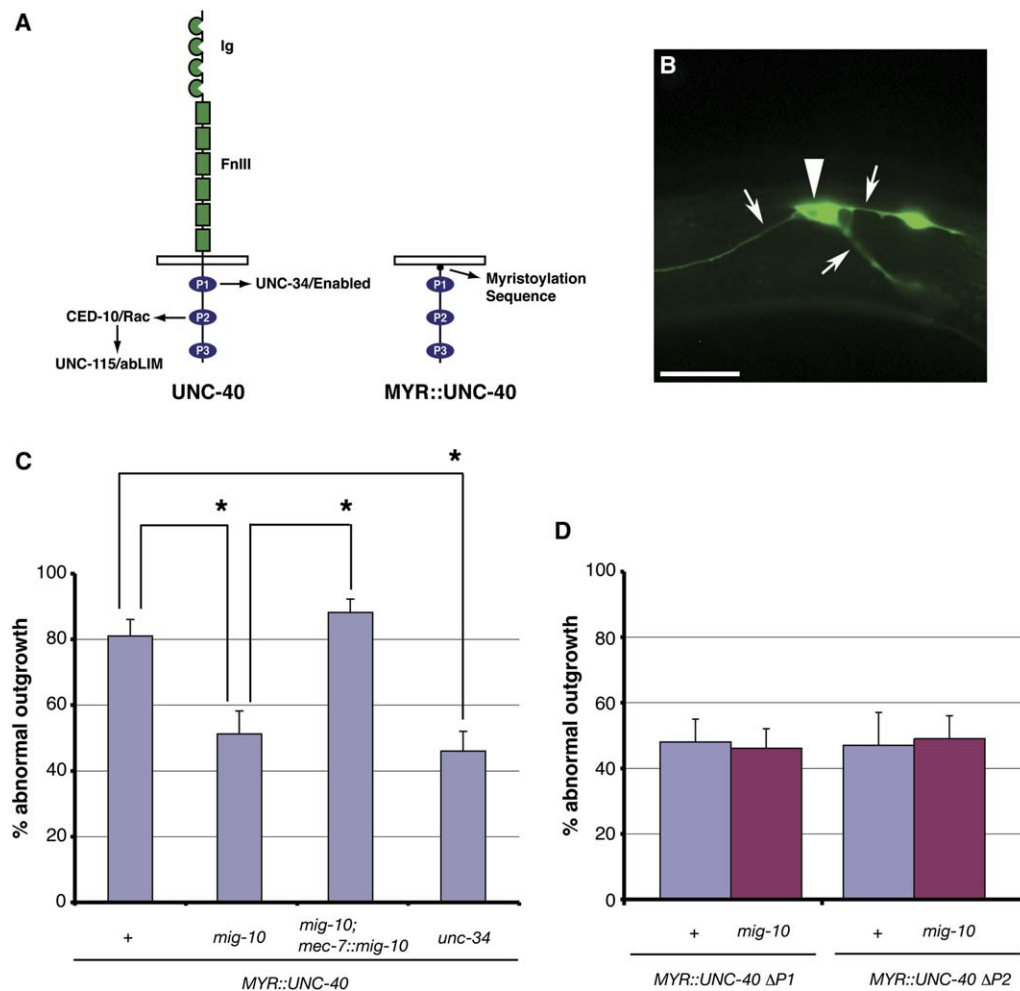 A
Ig
FnIII
P1
UNC-34/Enabled
CED-10/Rac
P2
UNC-115/abLIM
P3
UNC-40
P1
Myristoylation
Sequence
P2
P3
MYR::UNC-40
B
C
*
*
*
100
80
60
40
20
0
% abnormal outgrowth
+
mig-10
mig-10;
mec-7::mig-10
unc-34
MYR::UNC-40
D
100
80
60
40
20
0
% abnormal outgrowth
+
mig-10
+
mig-10
MYR::UNC-40 ΔP1
MYR::UNC-40 ΔP2